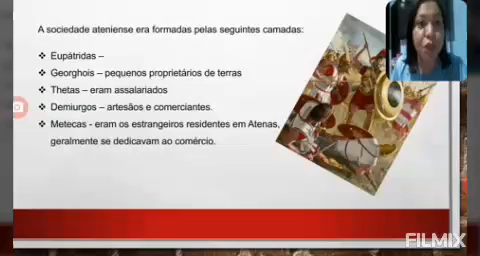 A sociedade ateniense era formadas pelas seguintes camadas:
❖ Eupátridas –
❖ Georghois – pequenos proprietários de terras
❖ Thetas – eram assalariados
❖ Demiurgos – artesãos e comerciantes.
❖ Metecas - eram os estrangeiros residentes em Atenas,
geralmente se dedicavam ao comércio.
FILMIX